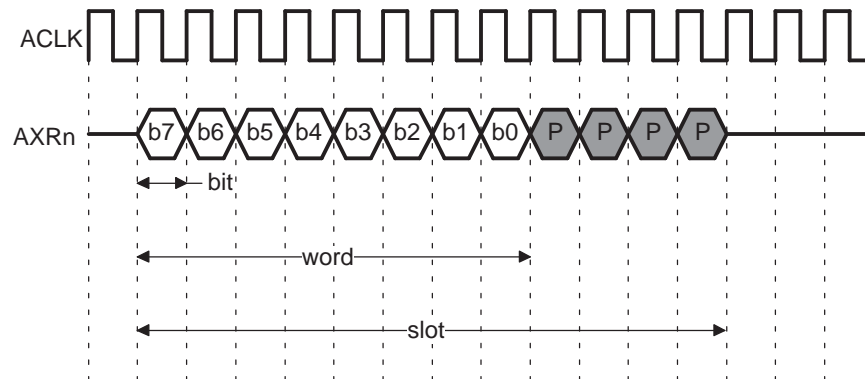 ACLK
AXRn b7 b6 b5 b4 b3 b2 b1 b0 P P P P
bit
word
slot